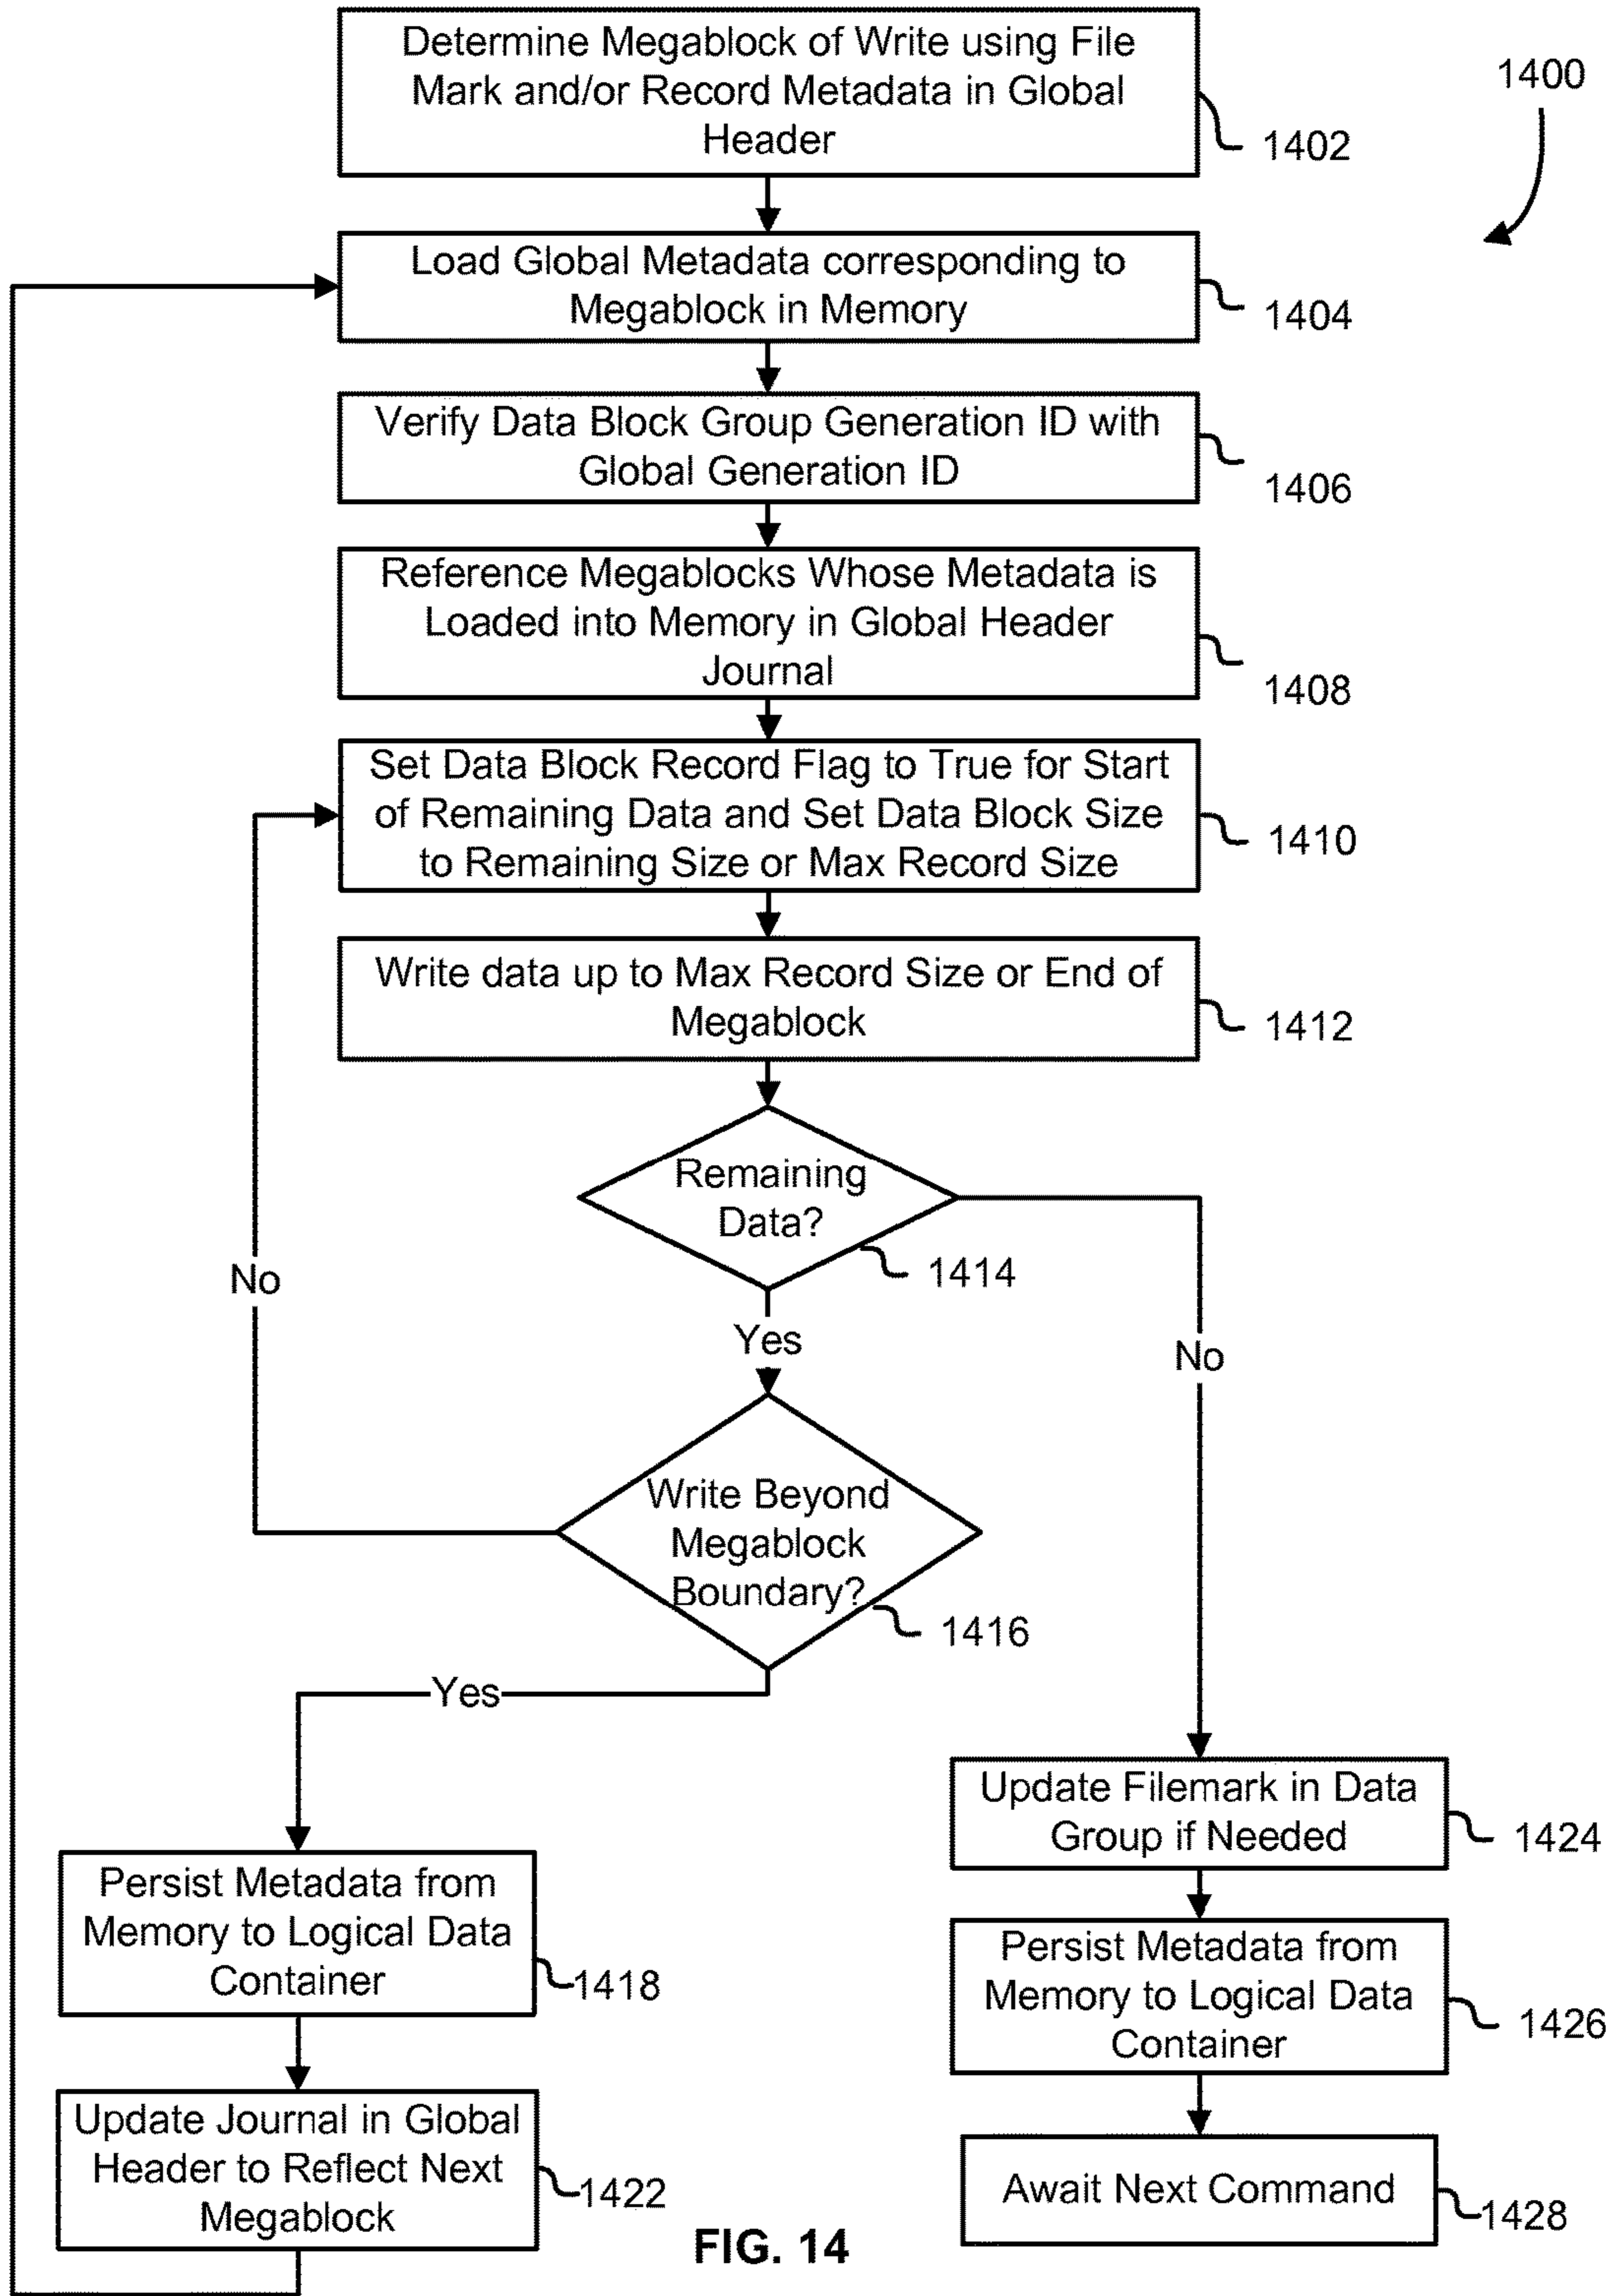 Determine Megablock of Write using File
Mark and/or Record Metadata in Global
Header
1402
1400
Load Global Metadata corresponding to
Megablock in Memory
1404
Verify Data Block Group Generation ID with
Global Generation ID
1406
Reference Megablocks Whose Metadata is
Loaded into Memory in Global Header
Journal
1408
Set Data Block Record Flag to True for Start
of Remaining Data and Set Data Block Size
to Remaining Size or Max Record Size
1410
Write data up to Max Record Size or End of
Megablock
1412
Remaining
Data?
1414
No
Yes
No
Write Beyond
Megablock
Boundary?
1416
Yes
Update Filemark in Data
Group if Needed
1424
Persist Metadata from
Memory to Logical Data
Container
1418
Persist Metadata from
Memory to Logical Data
Container
1426
Update Journal in Global
Header to Reflect Next
Megablock
1422
Await Next Command
1428
FIG. 14